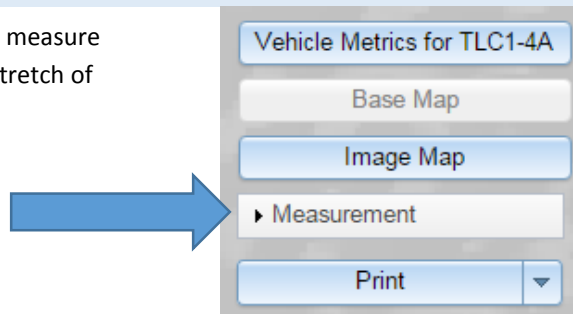 measure
tretch of
Vehicle Metrics for TLC1-4A
Base Map
Image Map
Measurement
Print